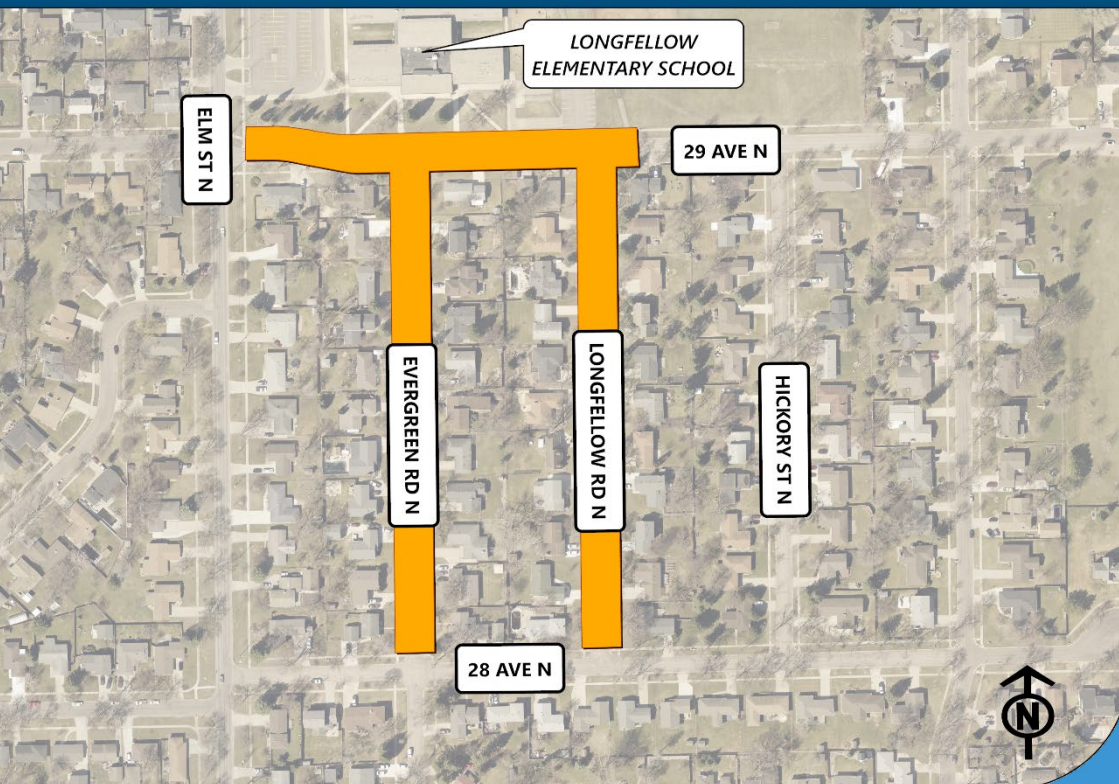 LONGFELLOW
ELEMENTARY SCHOOL
ELM ST N
29 AVE N
EVERGREEN RD N
LONGFELLOW RD N
HICKORY ST N
28 AVE N
N